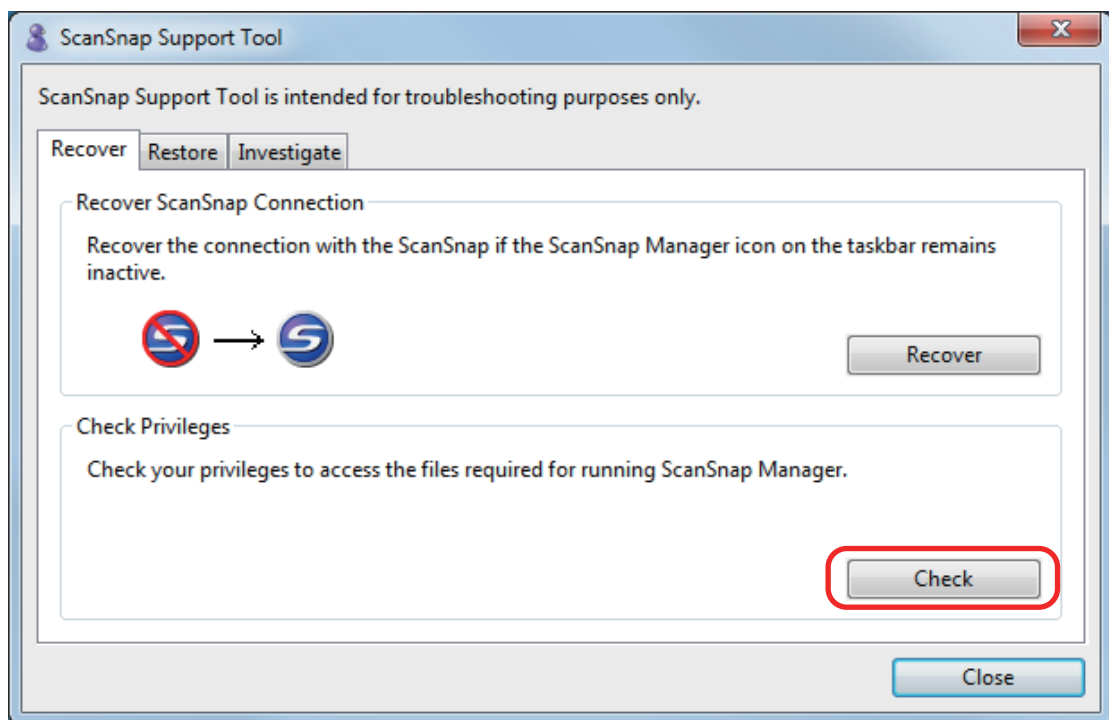 ScanSnap Support Tool
ScanSnap Support Tool is intended for troubleshooting purposes only.
Recover Restore Investigate
Recover ScanSnap Connection
Recover the connection with the ScanSnap if the ScanSnap Manager icon on the taskbar remains
inactive.
Recover
Check Privileges
Check your privileges to access the files required for running ScanSnap Manager.
Check
Close